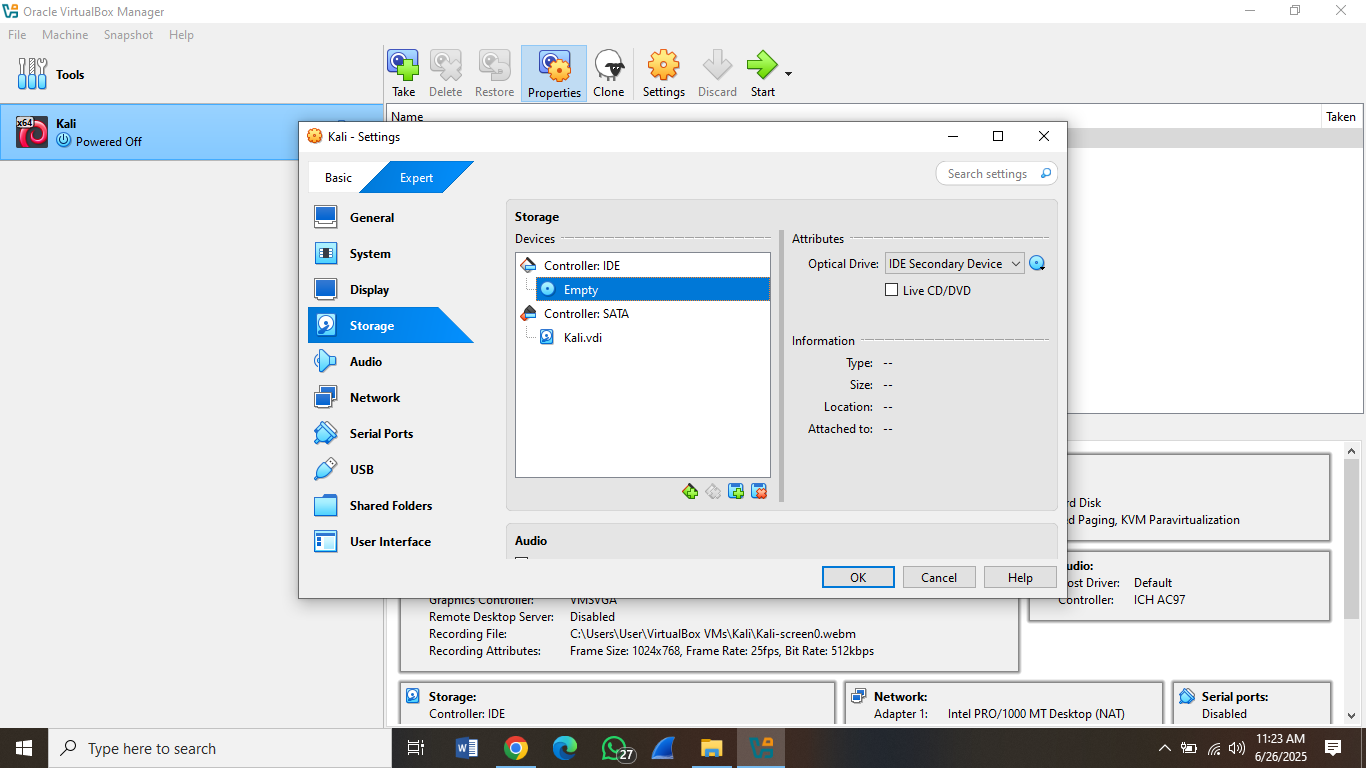 Oracle VirtualBox Manager
File Machine Snapshot Help
Tools
Take Delete Restore Properties Clone Settings Discard Start
Name Taken
x64
Kali
Powered Off
Kali - Settings
Basic Expert
Search settings
General
System
Display
Storage
Audio
Network
Serial Ports
USB
Shared Folders
User Interface
Storage
Devices
Controller: IDE
Empty
Controller: SATA
Kali.vdi
Attributes
Optical Drive: IDE Secondary Device
Live CD/DVD
Information
Type: --
Size: --
Location: --
Attached to: --
Audio
OK Cancel Help
Disk
Paging, KVM Paravirtualization
Driver: Default
Controller: ICH AC97
Graphics Controller: VMSVGA
Remote Desktop Server: Disabled
Recording File: C:\Users\User\VirtualBox VMs\Kali\Kali-screen0.webm
Recording Attributes: Frame Size: 1024x768, Frame Rate: 25fps, Bit Rate: 512kbps
Storage:
Controller: IDE
Network:
Adapter 1: Intel PRO/1000 MT Desktop (NAT)
Serial ports:
Disabled
Type here to search
27
11:23 AM
6/26/2025